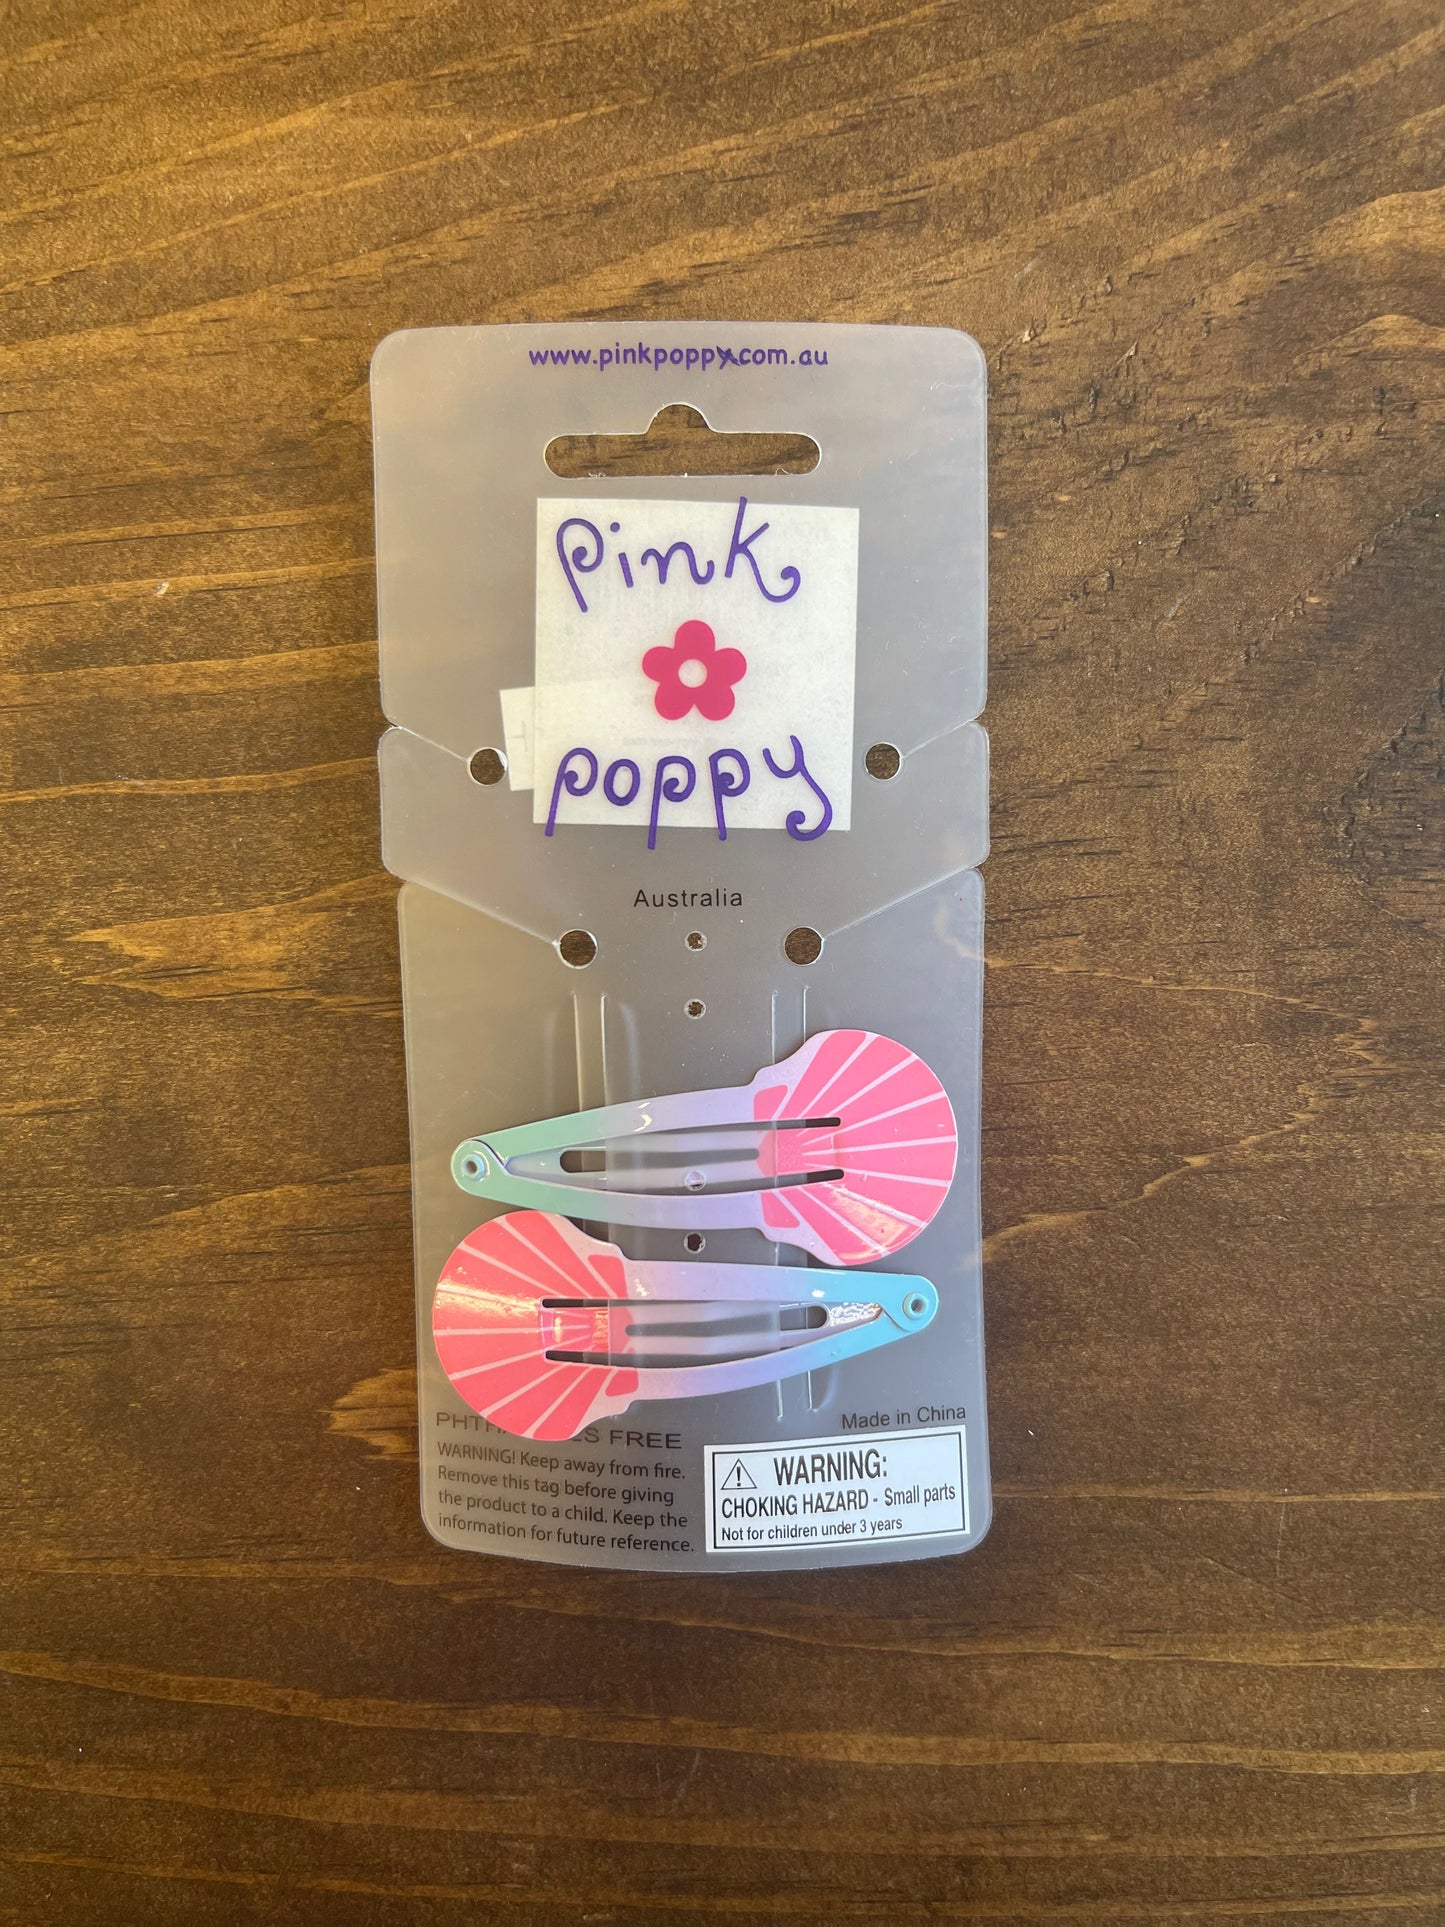 www.pinkpoppy.com.au
pink
poppy
Australia
Made in China
FREE
WARNING! Keep away from fire.
Remove this tag before giving
the product to a child. Keep the
information for future reference.
WARNING:
CHOKING HAZARD - Small parts
Not for children under 3 years